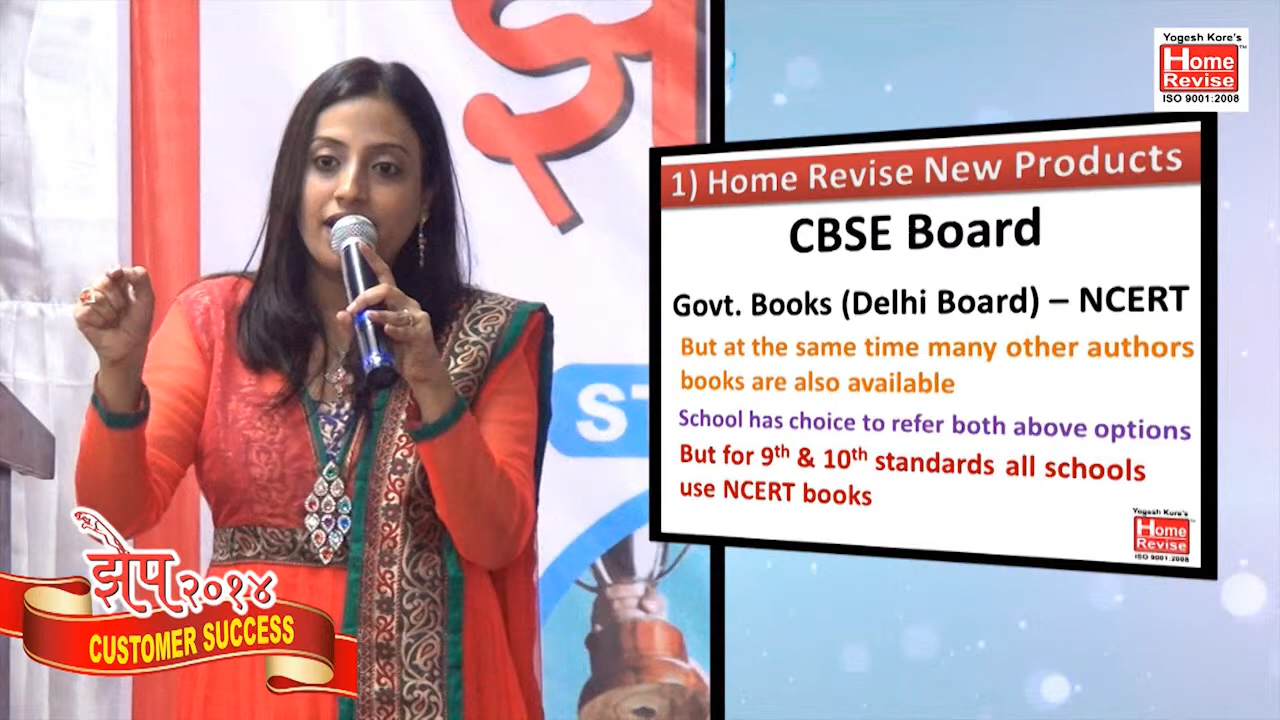 Yogesh Kore's
Home
Revise
TM
ISO 9001:2008
1) Home Revise New Products
CBSE Board
Govt. Books (Delhi Board) – NCERT
But at the same time many other authors
books are also available
School has choice to refer both above options
But for 9th & 10th standards all schools
use NCERT books
Yogesh Kore's
Home
Revise
ISO 9001:2008
ST
झेप २०१४
CUSTOMER SUCCESS